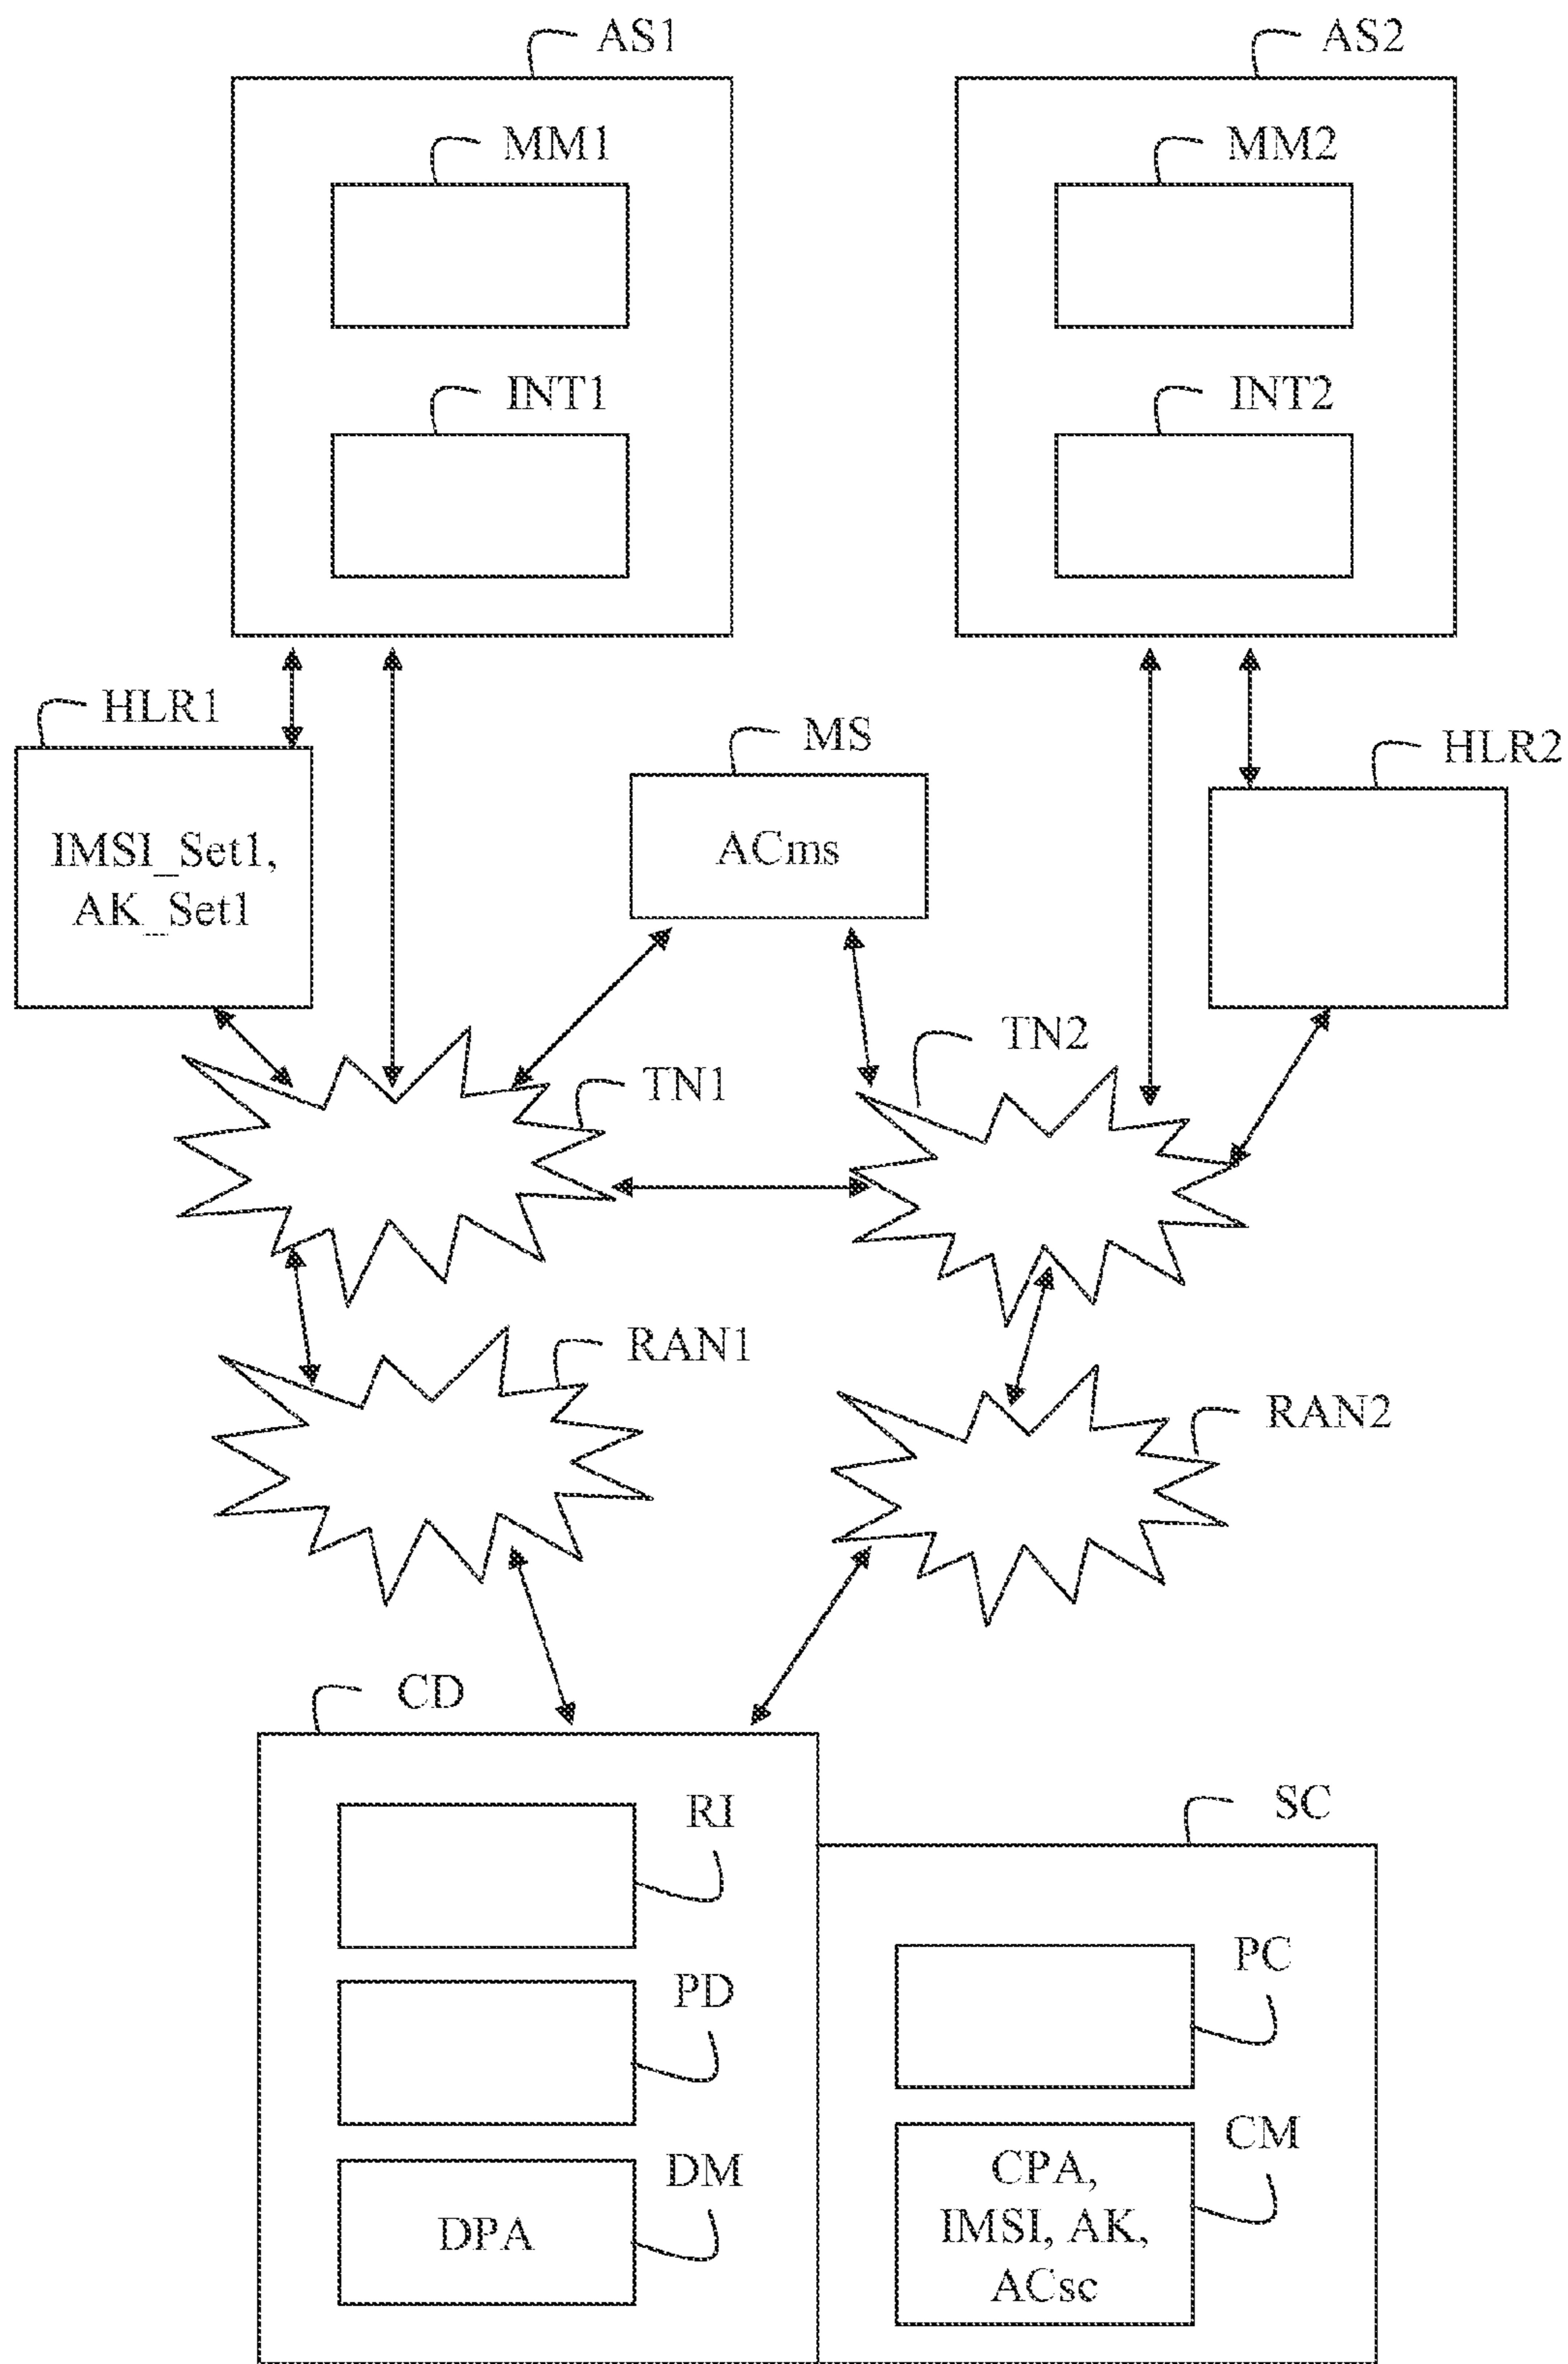 AS1
AS2
MM1
MM2
INT1
INT2
HLR1
MS
HLR2
IMSI_Set1,
AK_Set1
ACms
TN2
TN1
RAN1
RAN2
CD
SC
RI
PC
PD
CM
DM
CPA,
IMSI, AK,
ACsc
DPA